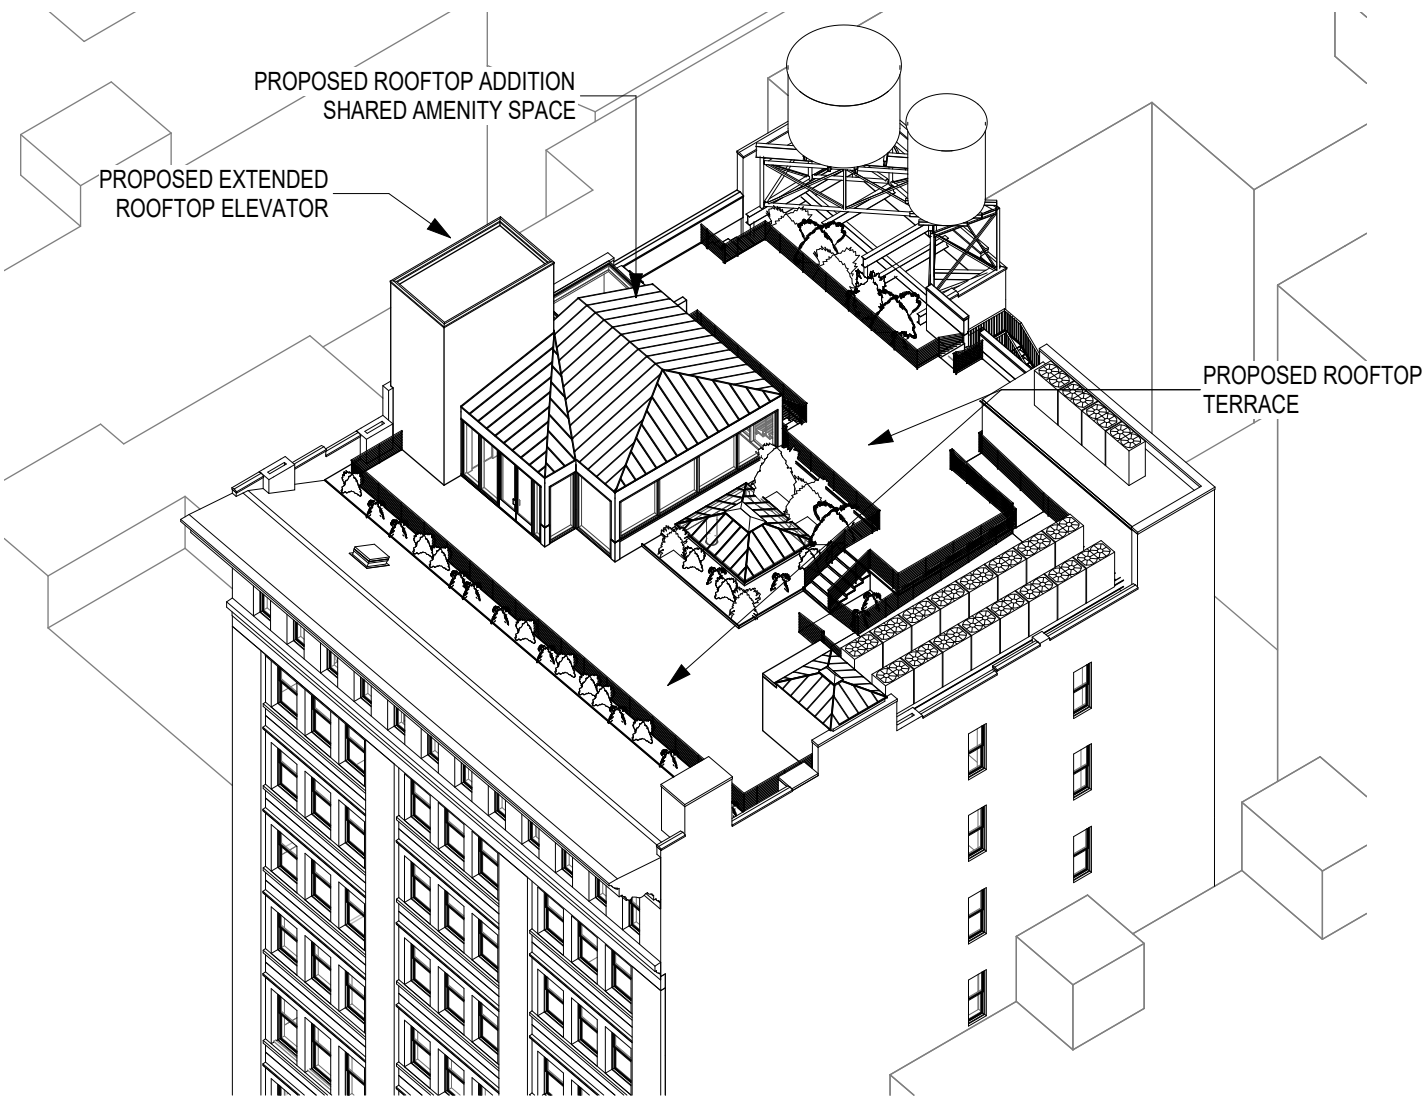 PROPOSED ROOFTOP ADDITION
SHARED AMENITY SPACE
PROPOSED EXTENDED
ROOFTOP ELEVATOR
PROPOSED ROOFTOP
TERRACE